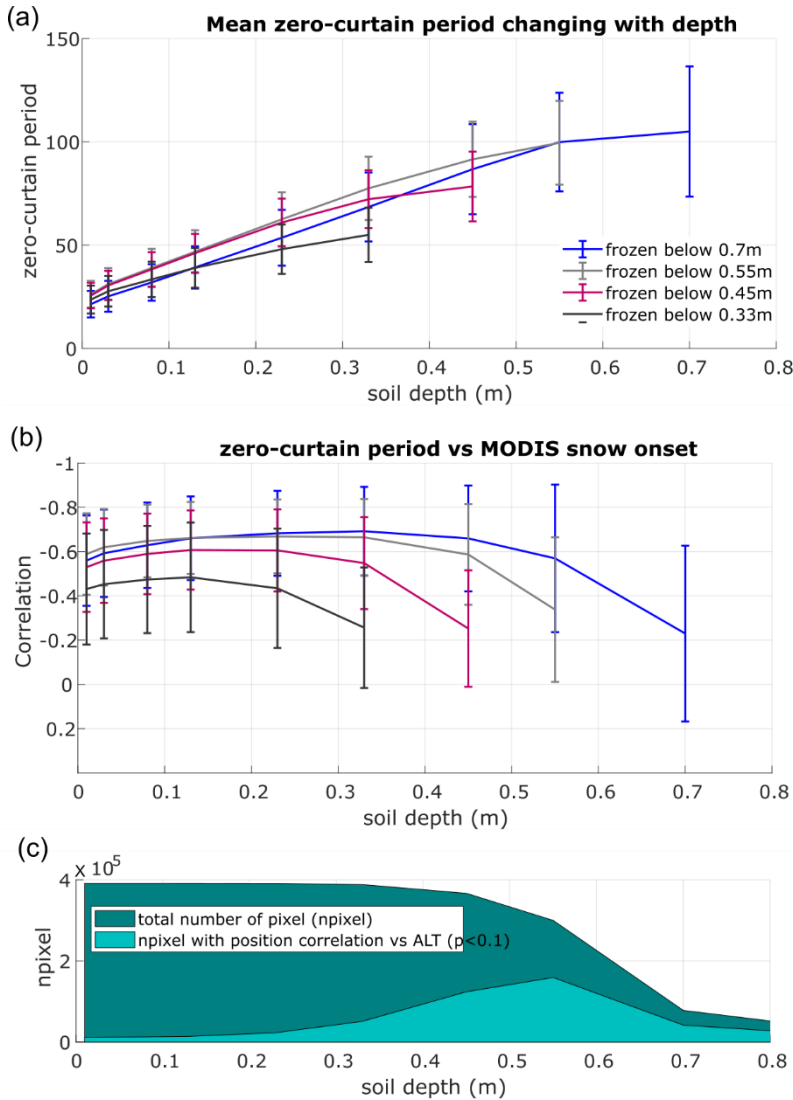 (a)
Mean zero-curtain period changing with depth
zero-curtain period
150
100
50
0
frozen below 0.7m
frozen below 0.55m
frozen below 0.45m
frozen below 0.33m
0 0.1 0.2 0.3 0.4 0.5 0.6 0.7 0.8
soil depth (m)
(b)
zero-curtain period vs MODIS snow onset
Correlation
-1
-0.8
-0.6
-0.4
-0.2
0
0.2
0 0.1 0.2 0.3 0.4 0.5 0.6 0.7 0.8
soil depth (m)
(c)
× 10⁵
npixel
4
2
0
total number of pixel (npixel)
npixel with position correlation vs ALT (p<0.1)
0 0.1 0.2 0.3 0.4 0.5 0.6 0.7 0.8
soil depth (m)